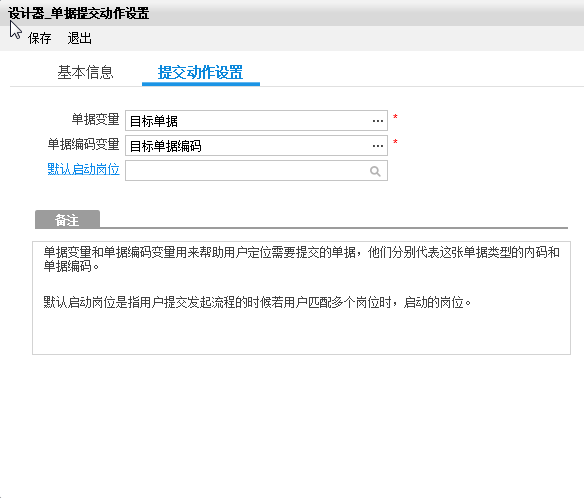 设计器_单据提交动作设置
保存 退出
基本信息 提交动作设置
单据变量 目标单据 ... *
单据编码变量 目标单据编码 ... *
默认启动岗位
备注
单据变量和单据编码变量用来帮助用户定位需要提交的单据，他们分别代表这张单据类型的内码和
单据编码。
默认启动岗位是指用户提交发起流程的时候若用户匹配多个岗位时，启动的岗位。